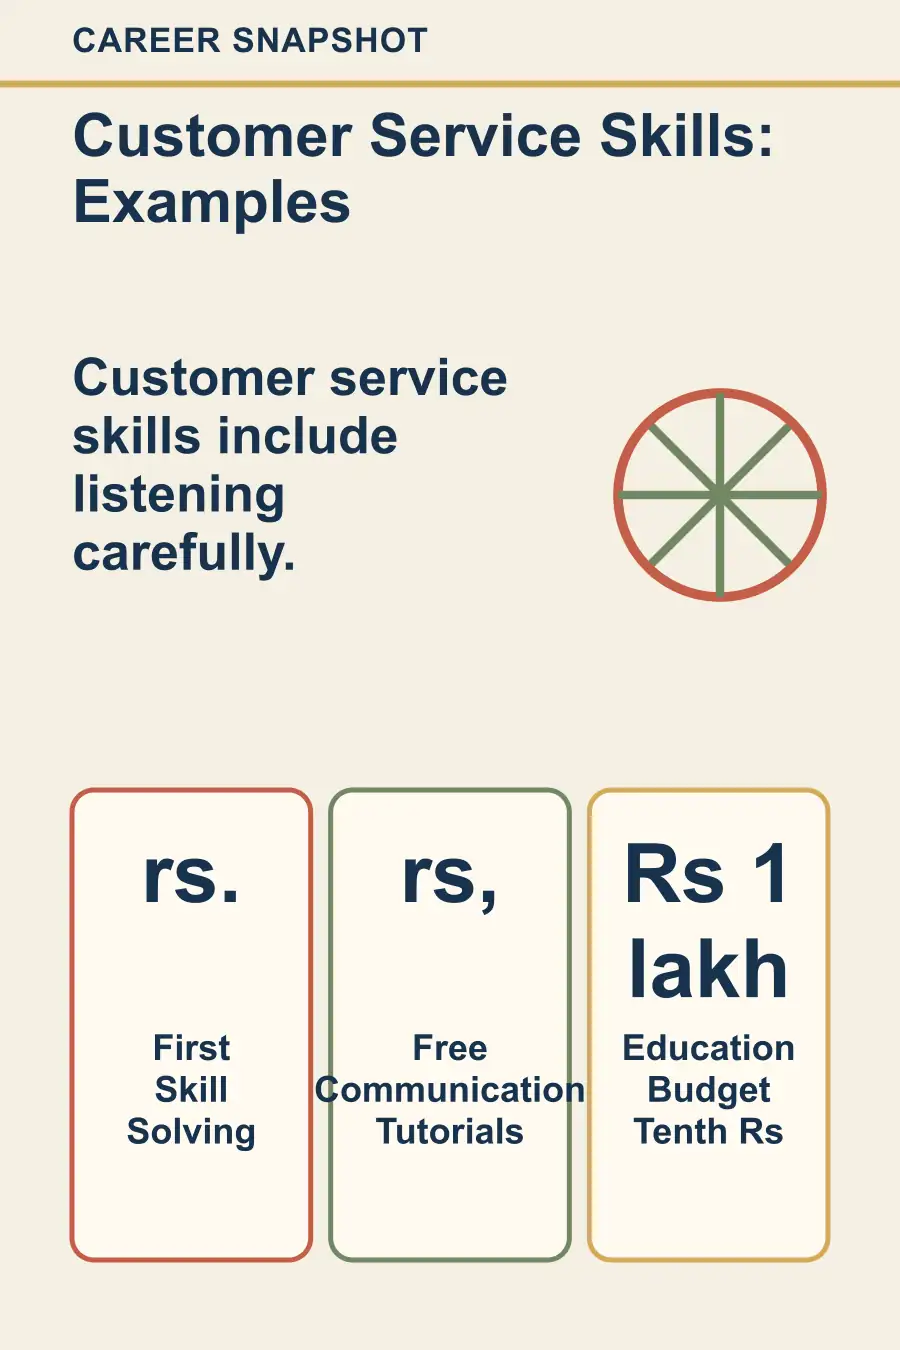 CAREER SNAPSHOT
Customer Service Skills:
Examples
Customer service
skills include
listening
carefully.
rs.
First
Skill
Solving
rs,
Free
Communication
Tutorials
Rs 1
lakh
Education
Budget
Tenth Rs